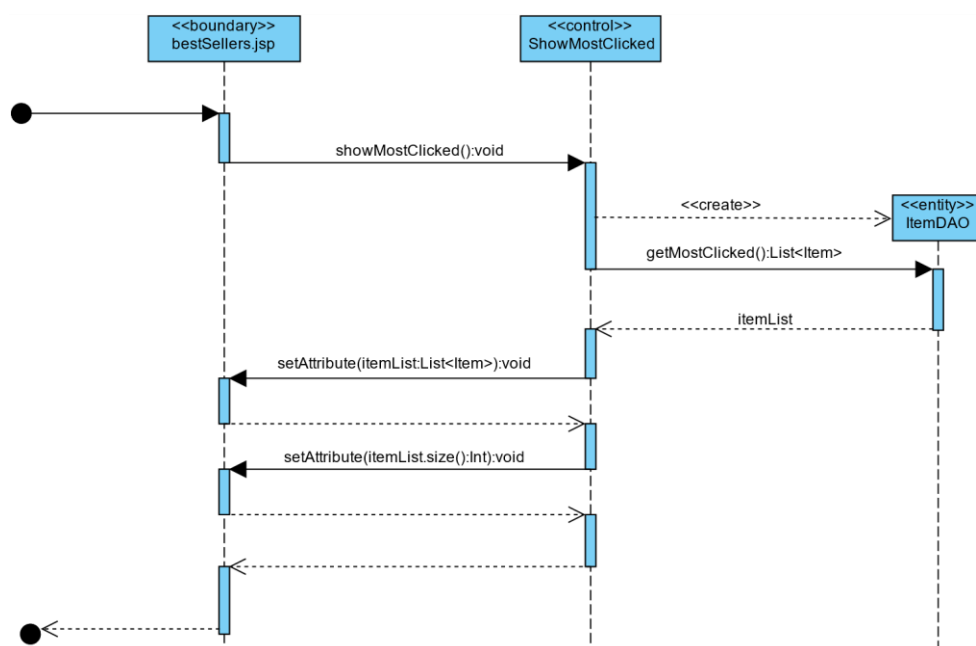 <<boundary>>
bestSellers.jsp
<<control>>
ShowMostClicked
showMostClicked():void
<<create>>
<<entity>>
ItemDAO
getMostClicked():List<Item>
itemList
setAttribute(itemList:List<Item>):void
setAttribute(itemList.size():Int):void